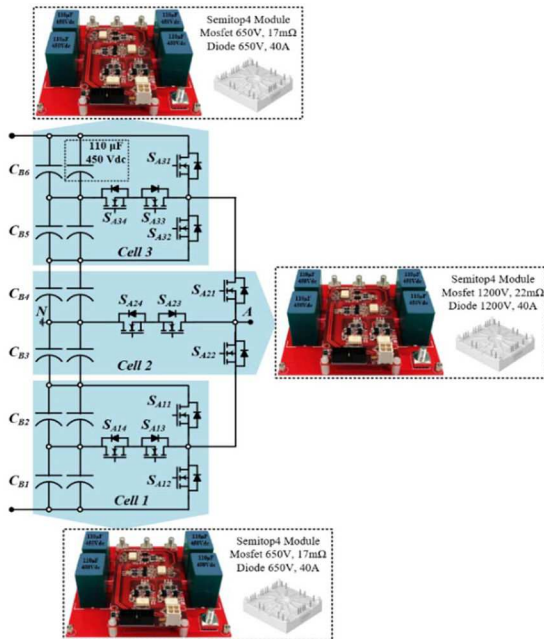 Semitop4 Module
Mosfet 650V, 17mΩ
Diode 650V, 40A
110μF
450Vdc
110 μF
450 Vdc
C_B6
S_A31
S_A34
S_A33
C_B5
S_A32
Cell 3
C_B4
S_A21
N
S_A24
S_A23
A
C_B3
S_A22
Cell 2
Semitop4 Module
Mosfet 1200V, 22mΩ
Diode 1200V, 40A
C_B2
S_A11
S_A14
S_A13
C_B1
S_A12
Cell 1
Semitop4 Module
Mosfet 650V, 17mΩ
Diode 650V, 40A